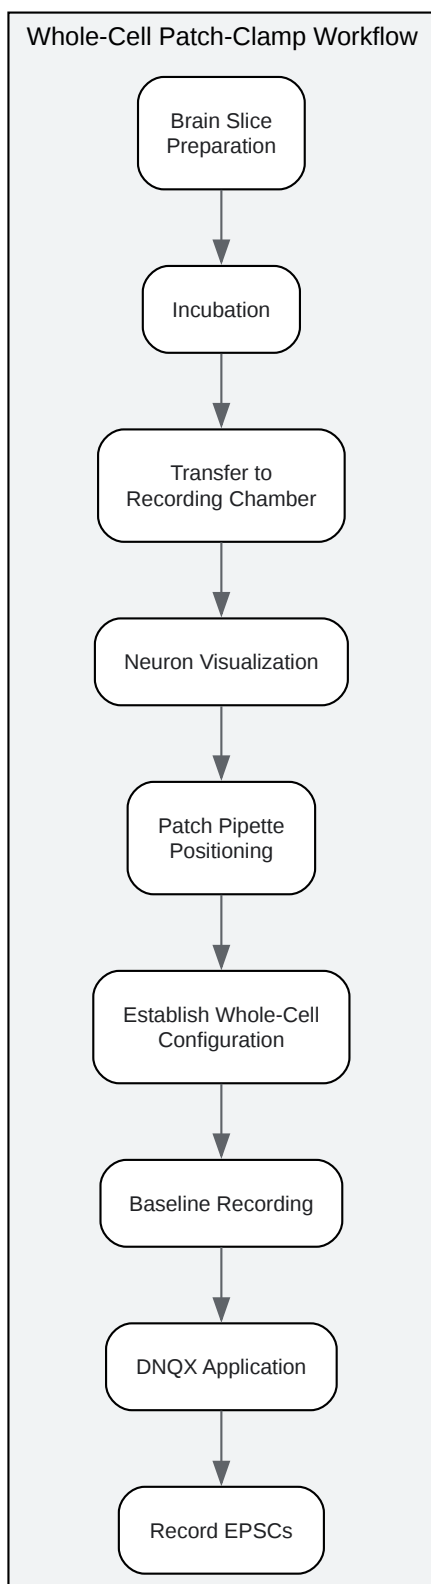 Whole-Cell Patch-Clamp Workflow
Brain Slice
Preparation
Incubation
Transfer to
Recording Chamber
Neuron Visualization
Patch Pipette
Positioning
Establish Whole-Cell
Configuration
Baseline Recording
DNQX Application
Record EPSCs